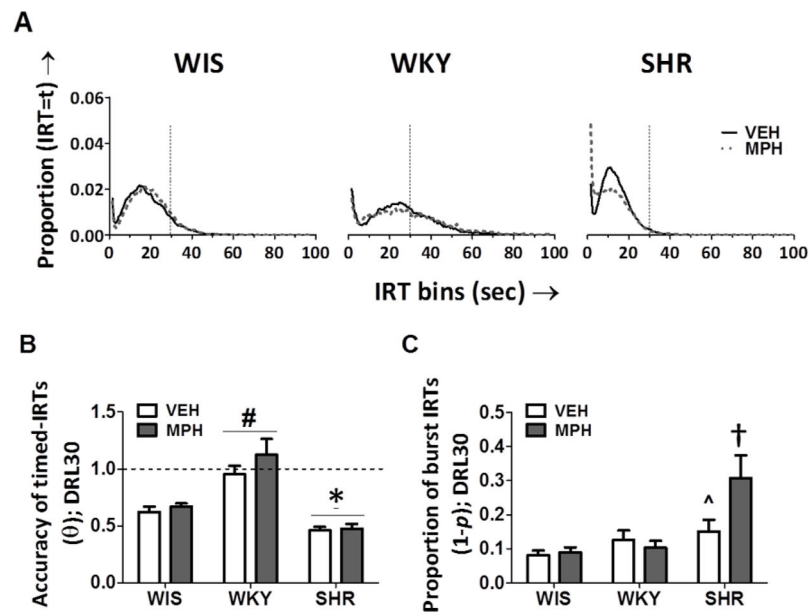 A
WIS WKY SHR
Proportion (IRT=t) →
0.06
0.04
0.02
0.00
VEH
MPH
0 20 40 60 80 100 0 20 40 60 80 100 0 20 40 60 80 100
IRT bins (sec) →
B
Accuracy of timed-IRTs
(θ); DRL30
1.5
1.0
0.5
0.0
VEH
MPH
#
*
WIS WKY SHR
C
Proportion of burst IRTs
(1-p); DRL30
0.5
0.4
0.3
0.2
0.1
0.0
VEH
MPH
^
†
WIS WKY SHR